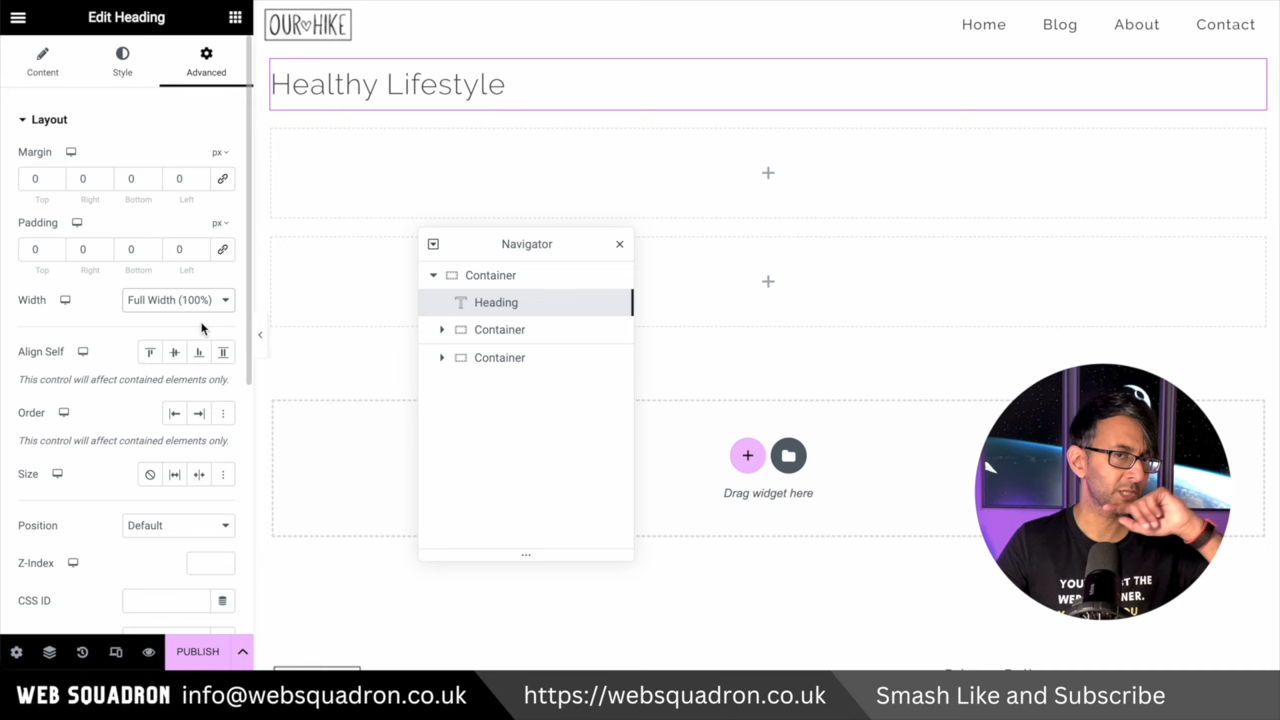 Edit Heading
OUR HIKE
Home
Blog
About
Contact
Content
Style
Advanced
Healthy Lifestyle
Layout
Margin
px
0
0
0
0
Top
Right
Bottom
Left
Padding
px
0
0
0
0
Top
Right
Bottom
Left
Width
Full Width (100%)
Align Self
This control will affect contained elements only.
Order
This control will affect contained elements only.
Size
Position
Default
Z-Index
CSS ID
PUBLISH
Navigator
Container
Heading
Container
Container
Drag widget here
THE
WEB SQUADRON
info@websquadron.co.uk
https://websquadron.co.uk
Smash Like and Subscribe